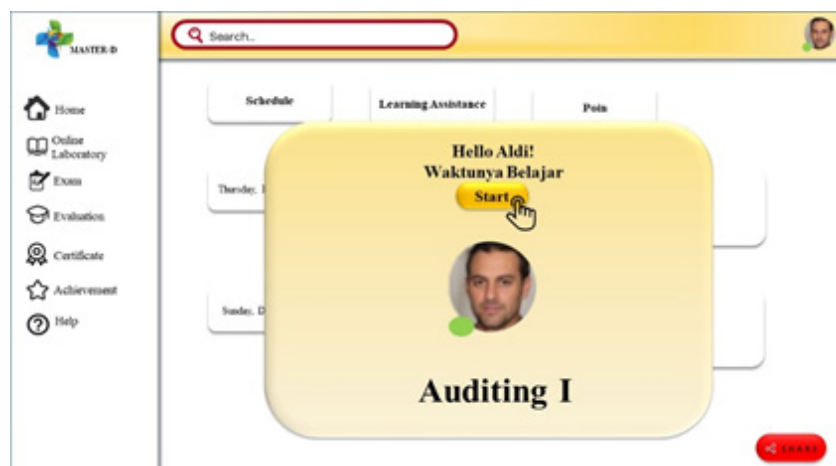 MASTER-D
Search..
Home
Online
Laboratory
Exam
Evaluation
Certificate
Achievement
Help
Schedule
Learning Assistance
Poin
Thursday,
Sunday, D
Hello Aldi!
Waktunya Belajar
Start
Auditing I
SHARE